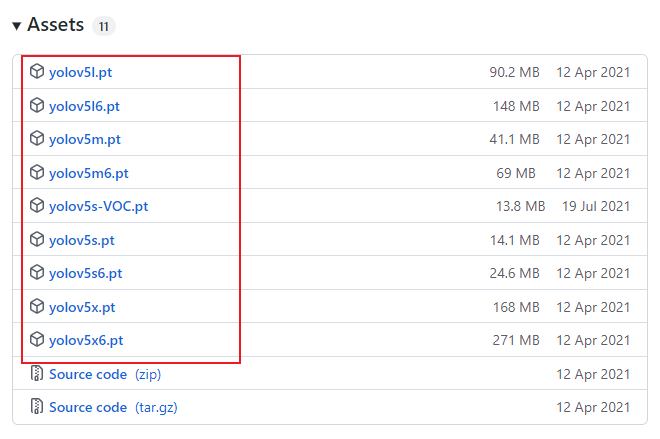 Assets 11
yolov5l.pt 90.2 MB 12 Apr 2021
yolov5l6.pt 148 MB 12 Apr 2021
yolov5m.pt 41.1 MB 12 Apr 2021
yolov5m6.pt 69 MB 12 Apr 2021
yolov5s-VOC.pt 13.8 MB 19 Jul 2021
yolov5s.pt 14.1 MB 12 Apr 2021
yolov5s6.pt 24.6 MB 12 Apr 2021
yolov5x.pt 168 MB 12 Apr 2021
yolov5x6.pt 271 MB 12 Apr 2021
Source code (zip) 12 Apr 2021
Source code (tar.gz) 12 Apr 2021